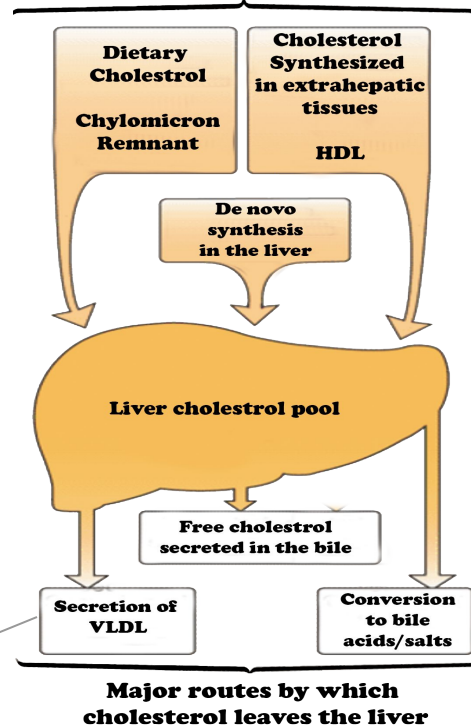 Dietary
Cholestrol
Chylomicron
Remnant
Cholesterol
Synthesized
in extrahepatic
tissues
HDL
De novo
synthesis
in the liver
Liver cholestrol pool
Free cholestrol
secreted in the bile
Secretion of
VLDL
Conversion
to bile
acids/salts
Major routes by which
cholesterol leaves the liver